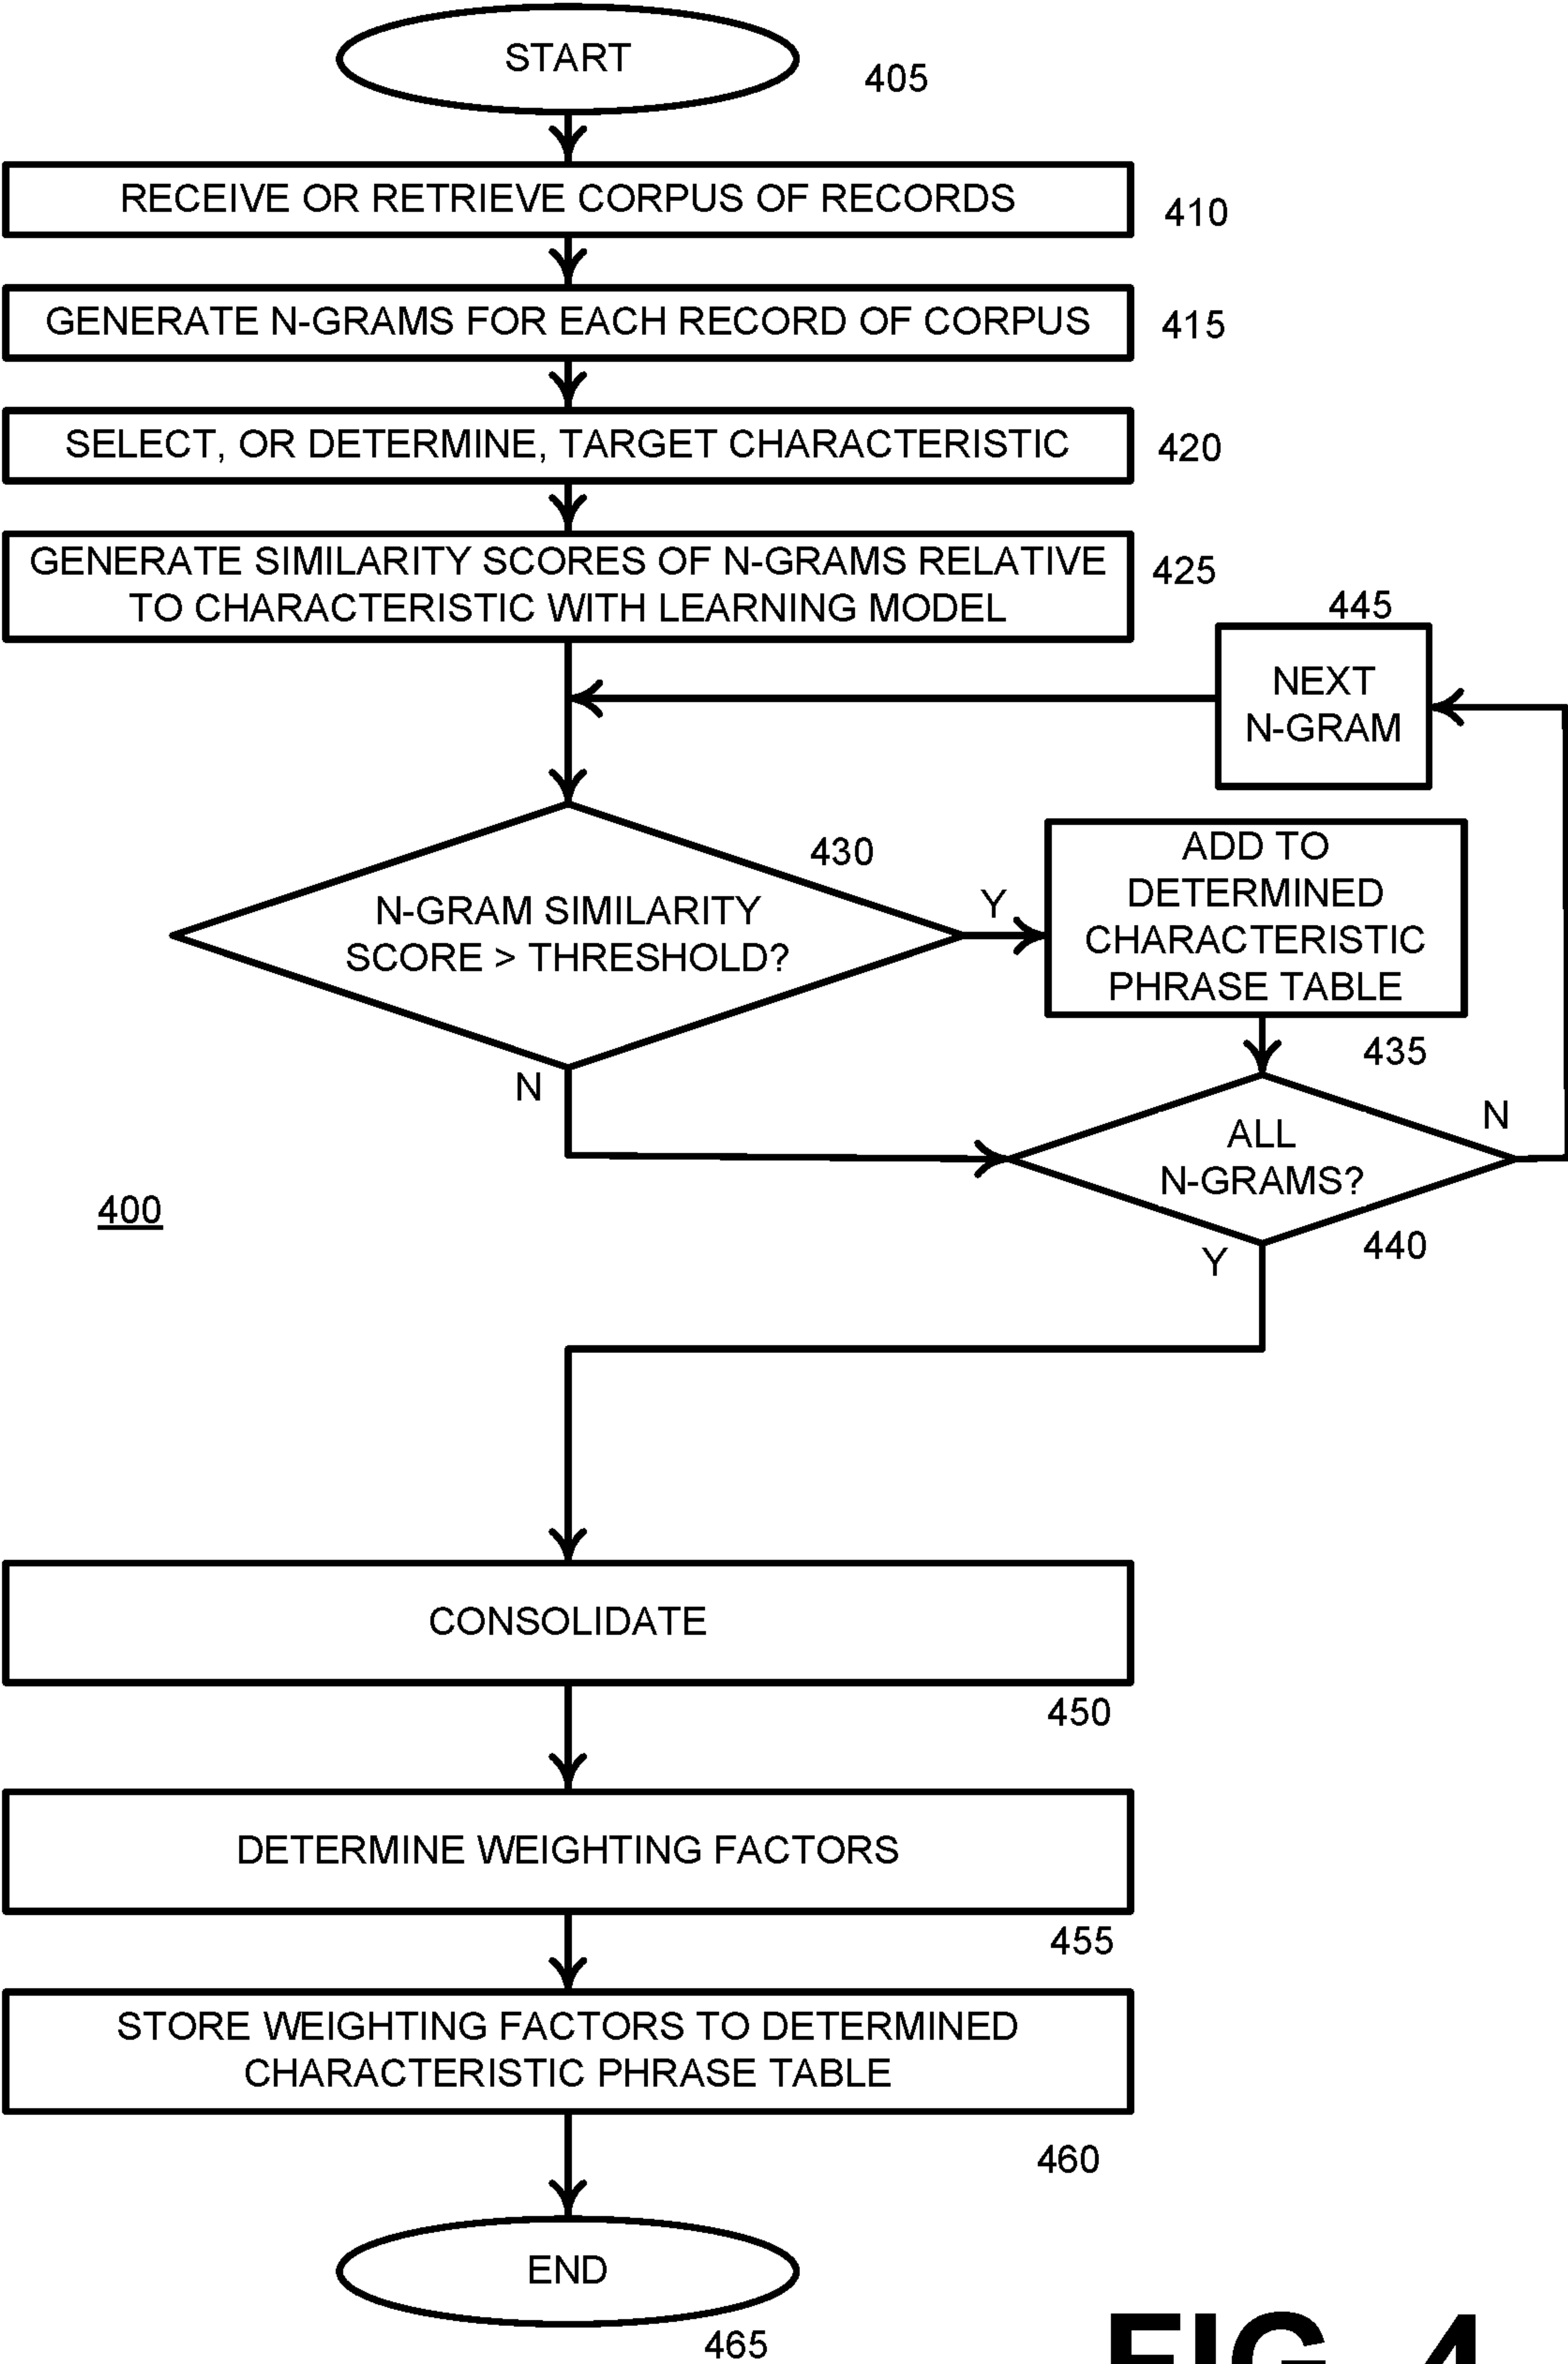 START
405
RECEIVE OR RETRIEVE CORPUS OF RECORDS
410
GENERATE N-GRAMS FOR EACH RECORD OF CORPUS
415
SELECT, OR DETERMINE, TARGET CHARACTERISTIC
420
GENERATE SIMILARITY SCORES OF N-GRAMS RELATIVE
TO CHARACTERISTIC WITH LEARNING MODEL
425
445
NEXT
N-GRAM
430
N-GRAM SIMILARITY
SCORE > THRESHOLD?
Y
N
ADD TO
DETERMINED
CHARACTERISTIC
PHRASE TABLE
435
ALL
N-GRAMS?
N
440
Y
400
CONSOLIDATE
450
DETERMINE WEIGHTING FACTORS
455
STORE WEIGHTING FACTORS TO DETERMINED
CHARACTERISTIC PHRASE TABLE
460
END
465
FIG. 4